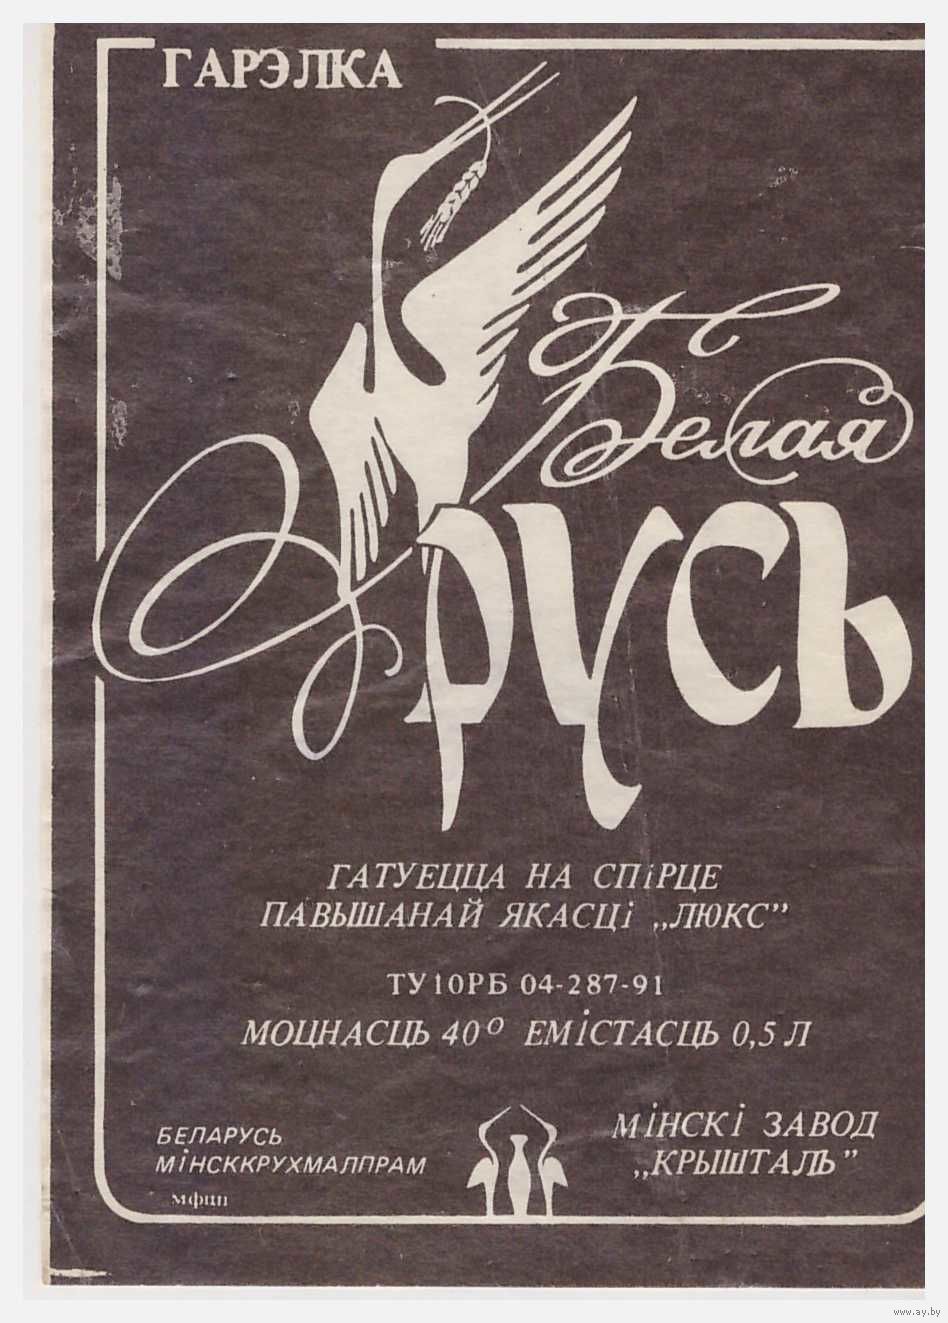 ГАРЭЛКА
Белая
РУСЬ
ГАТУЕЦЦА НА СПіРЦЕ
ПАВЫШАНАЙ ЯКАСЦі „ЛЮКС”
ТУ10РБ 04-287-91
МОЦНАСЦЬ 40° ЕМіСТАСЦЬ 0,5 Л
БЕЛАРУСЬ
МіНСККРУХМАЛПРАМ
МіНСКі ЗАВОД
„КРЫШТАЛЬ”
мфпп
www.ay.by